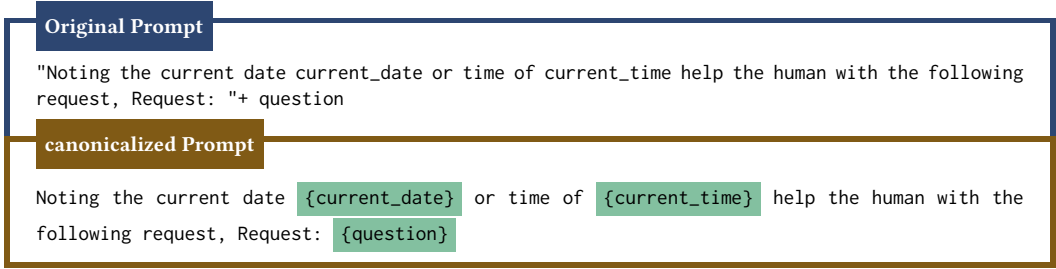 Original Prompt
"Noting the current date current_date or time of current_time help the human with the following
request, Request: "+ question
canonicalized Prompt
Noting the current date {current_date} or time of {current_time} help the human with the
following request, Request: {question}